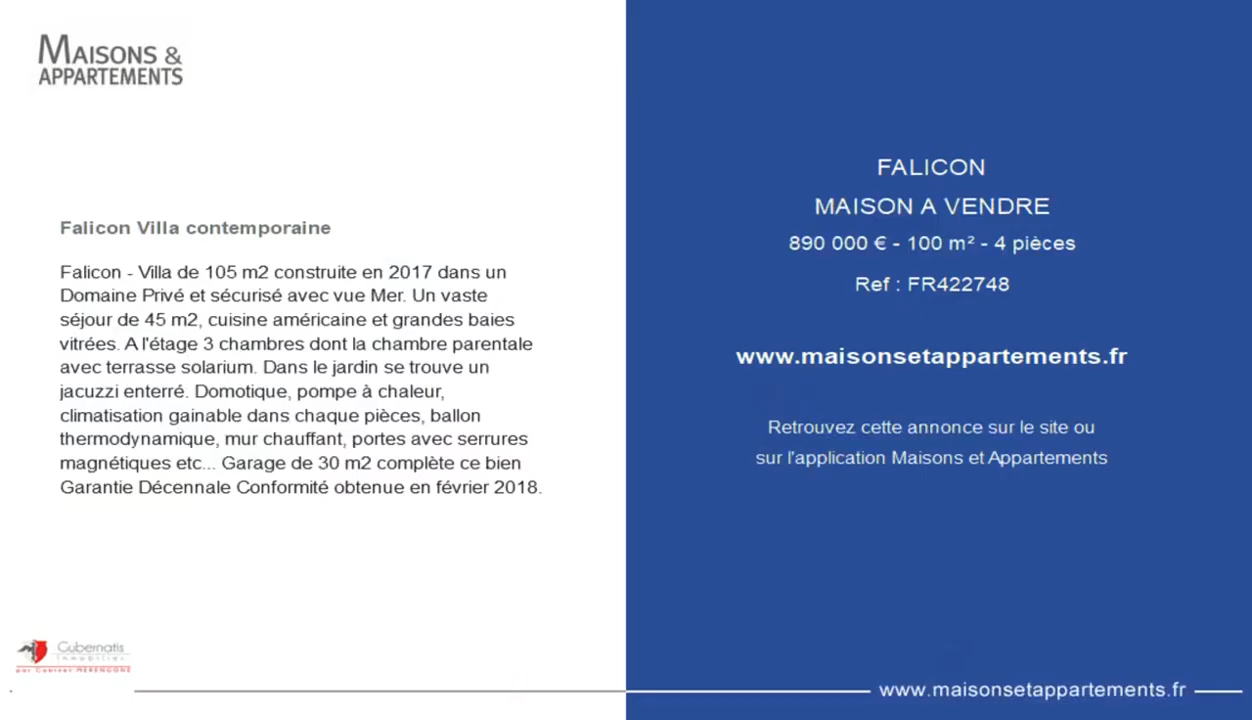 MAISONS &
APPARTEMENTS
Falicon Villa contemporaine
Falicon - Villa de 105 m2 construite en 2017 dans un
Domaine Privé et sécurisé avec vue Mer. Un vaste
séjour de 45 m2, cuisine américaine et grandes baies
vitrées. A l'étage 3 chambres dont la chambre parentale
avec terrasse solarium. Dans le jardin se trouve un
jacuzzi enterré. Domotique, pompe à chaleur,
climatisation gainable dans chaque pièces, ballon
thermodynamique, mur chauffant, portes avec serrures
magnétiques etc... Garage de 30 m2 complète ce bien
Garantie Décennale Conformité obtenue en février 2018.
Gubernatis
Immobilier
par
FALICON
MAISON A VENDRE
890 000 € - 100 m² - 4 pièces
Ref : FR422748
www.maisonsetappartements.fr
Retrouvez cette annonce sur le site ou
sur l'application Maisons et Appartements
www.maisonsetappartements.fr